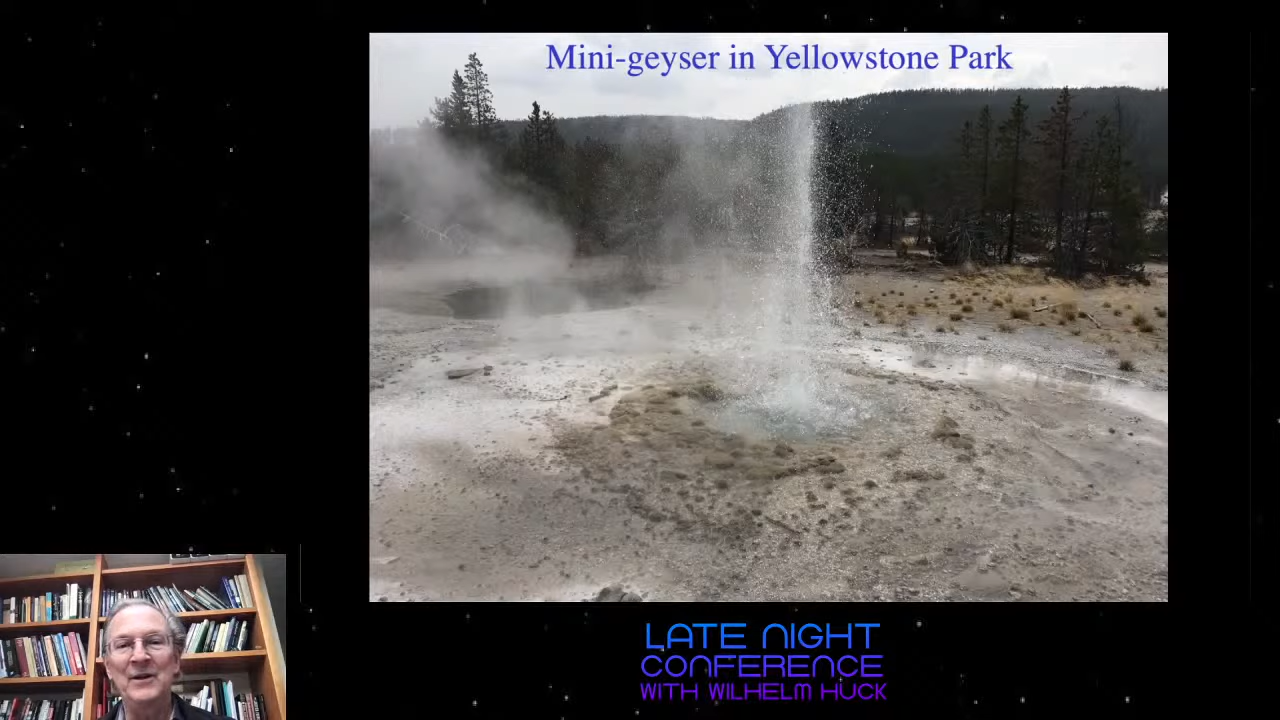 Mini-geyser in Yellowstone Park
LATE NIGHT
CONFERENCE
WITH WILHELM HUCK